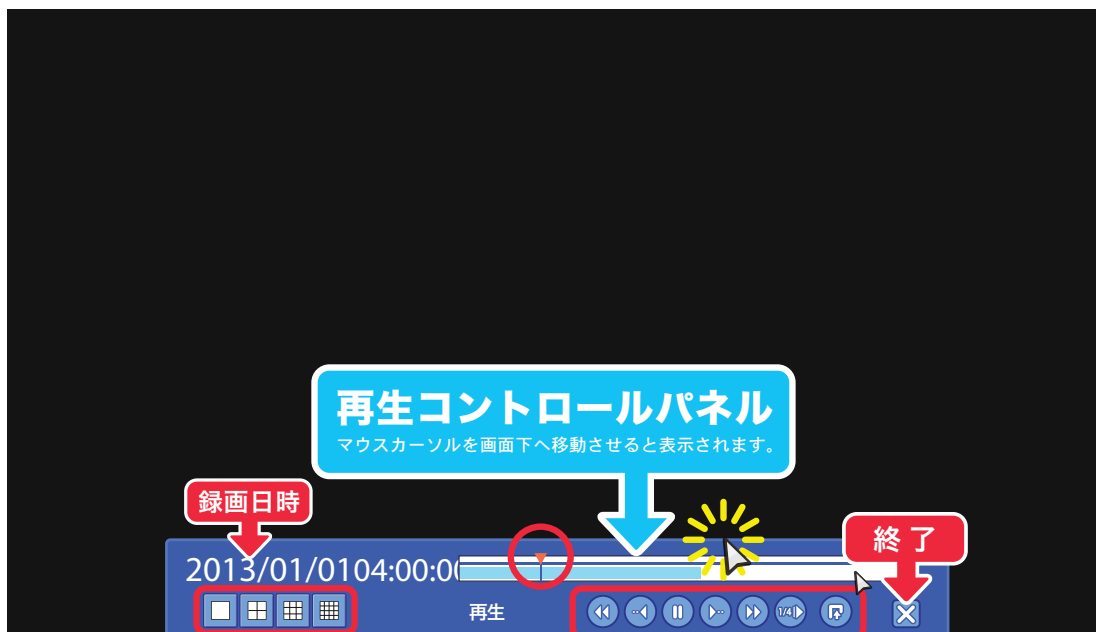 再生コントロールパネル
マウスカーソルを画面下へ移動させると表示されます。
録画日時
終了
2013/01/0104:00:0
再生
1/4